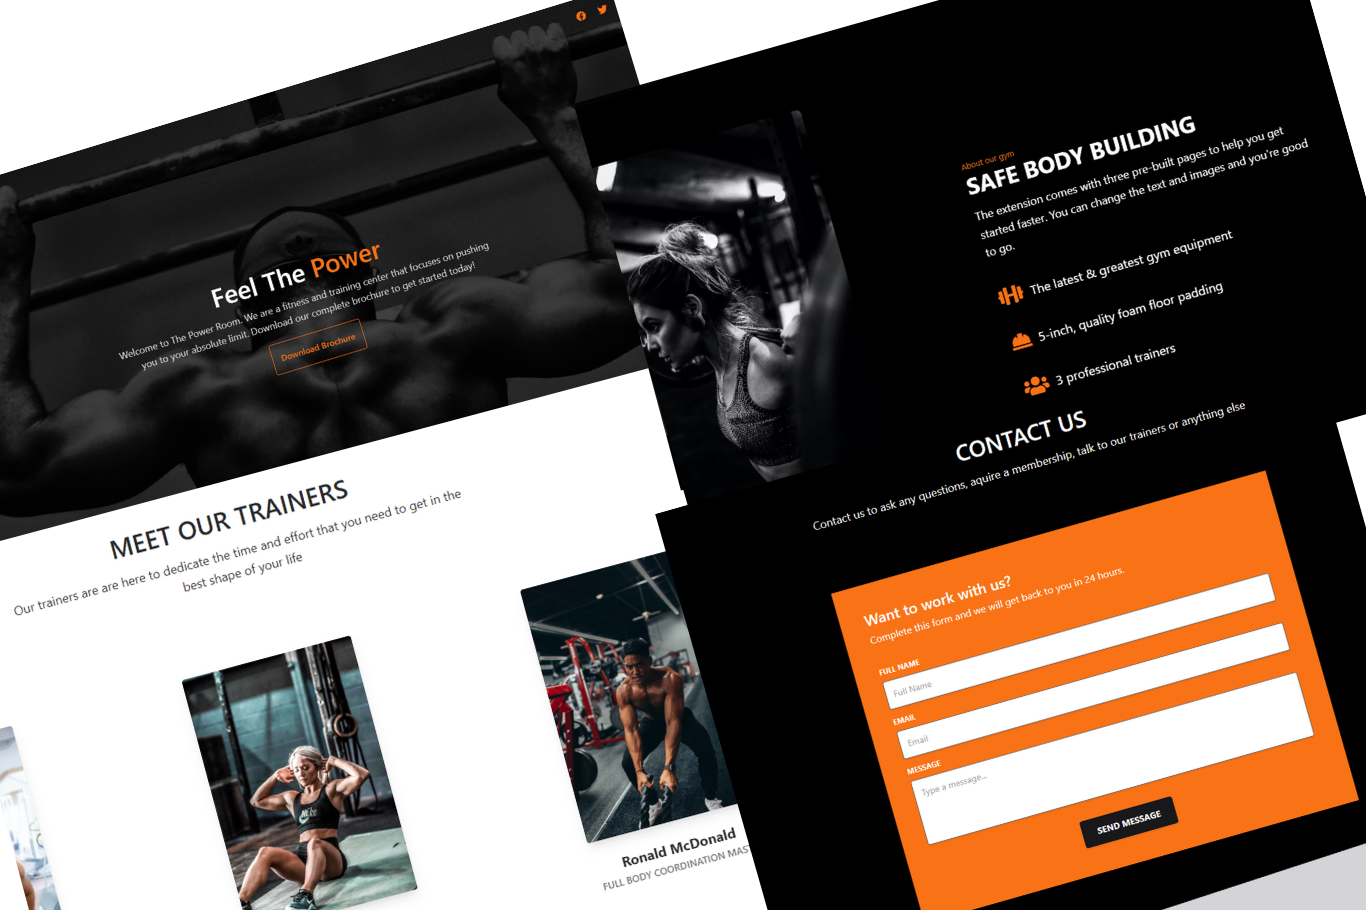 Feel The Power
Welcome to The Power Room. We are a fitness and training center that focuses on pushing
you to your absolute limit. Download our complete brochure to get started today!
Download Brochure
MEET OUR TRAINERS
Our trainers are are here to dedicate the time and effort that you need to get in the
best shape of your life
Ronald McDonald
FULL BODY COORDINATION MAS
About our gym
SAFE BODY BUILDING
The extension comes with three pre-built pages to help you get
started faster. You can change the text and images and you're good
to go.
The latest & greatest gym equipment
5-inch, quality foam floor padding
3 professional trainers
CONTACT US
Contact us to ask any questions, aquire a membership, talk to our trainers or anything else
Want to work with us?
Complete this form and we will get back to you in 24 hours.
FULL NAME
Full Name
EMAIL
Email
MESSAGE
Type a message...
SEND MESSAGE